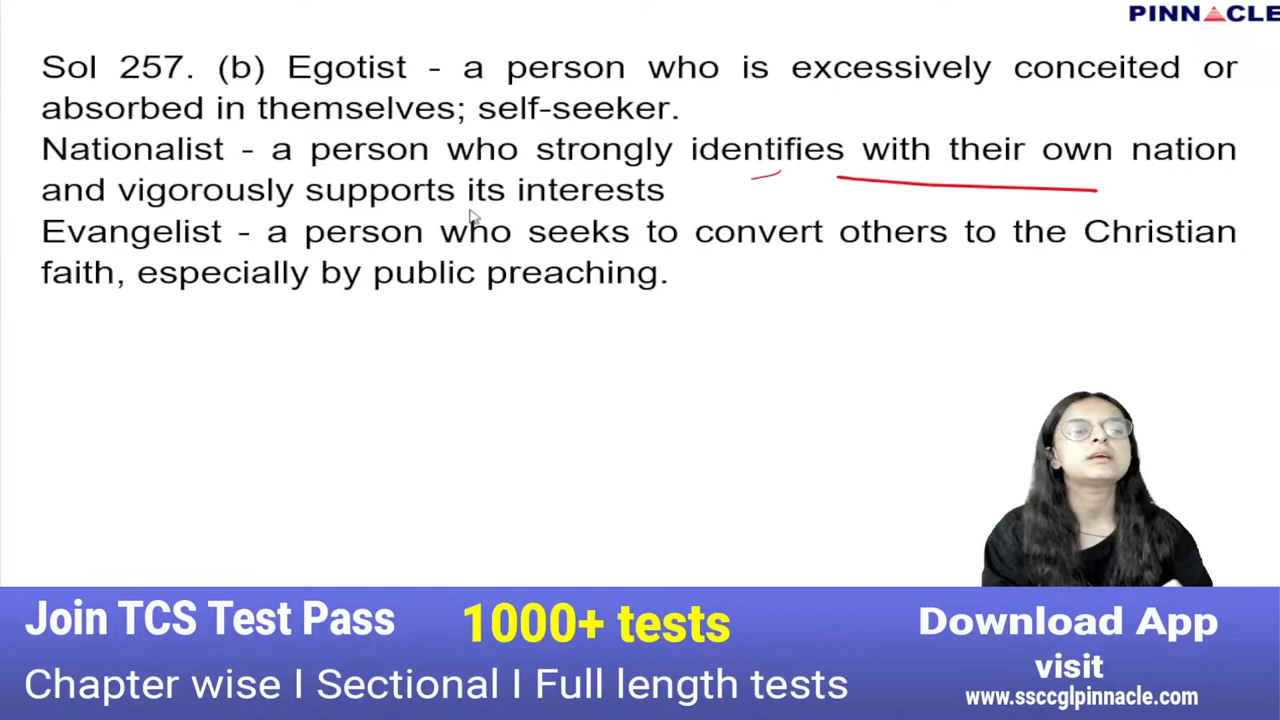 PINNACLE
Sol 257. (b) Egotist - a person who is excessively conceited or
absorbed in themselves; self-seeker.
Nationalist - a person who strongly identifies with their own nation
and vigorously supports its interests
Evangelist - a person who seeks to convert others to the Christian
faith, especially by public preaching.
Join TCS Test Pass
1000+ tests
Chapter wise I Sectional I Full length tests
Download App
visit
www.ssccglpinnacle.com